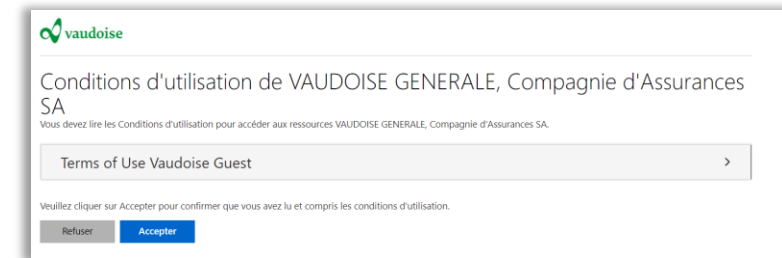 vaudoise
Conditions d'utilisation de VAUDOISE GENERALE, Compagnie d'Assurances
SA
Vous devez lire les Conditions d'utilisation pour accéder aux ressources VAUDOISE GENERALE, Compagnie d'Assurances SA.
Terms of Use Vaudoise Guest
Veuillez cliquer sur Accepter pour confirmer que vous avez lu et compris les conditions d'utilisation.
Refuser Accepter